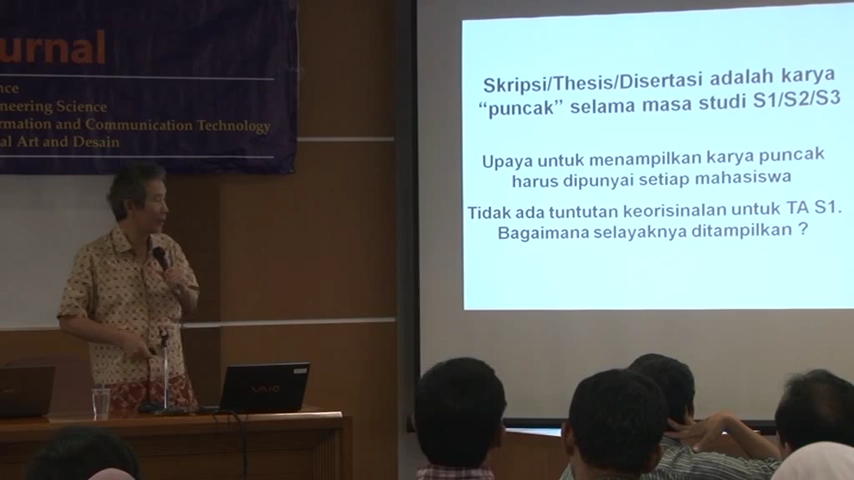 urnal
nce
ineering Science
rmation and Communication Technology
al Art and Desain
Skripsi/Thesis/Disertasi adalah karya
“puncak” selama masa studi S1/S2/S3
Upaya untuk menampilkan karya puncak
harus dipunyai setiap mahasiswa
Tidak ada tuntutan keorisinalan untuk TA S1.
Bagaimana selayaknya ditampilkan ?
VAIO